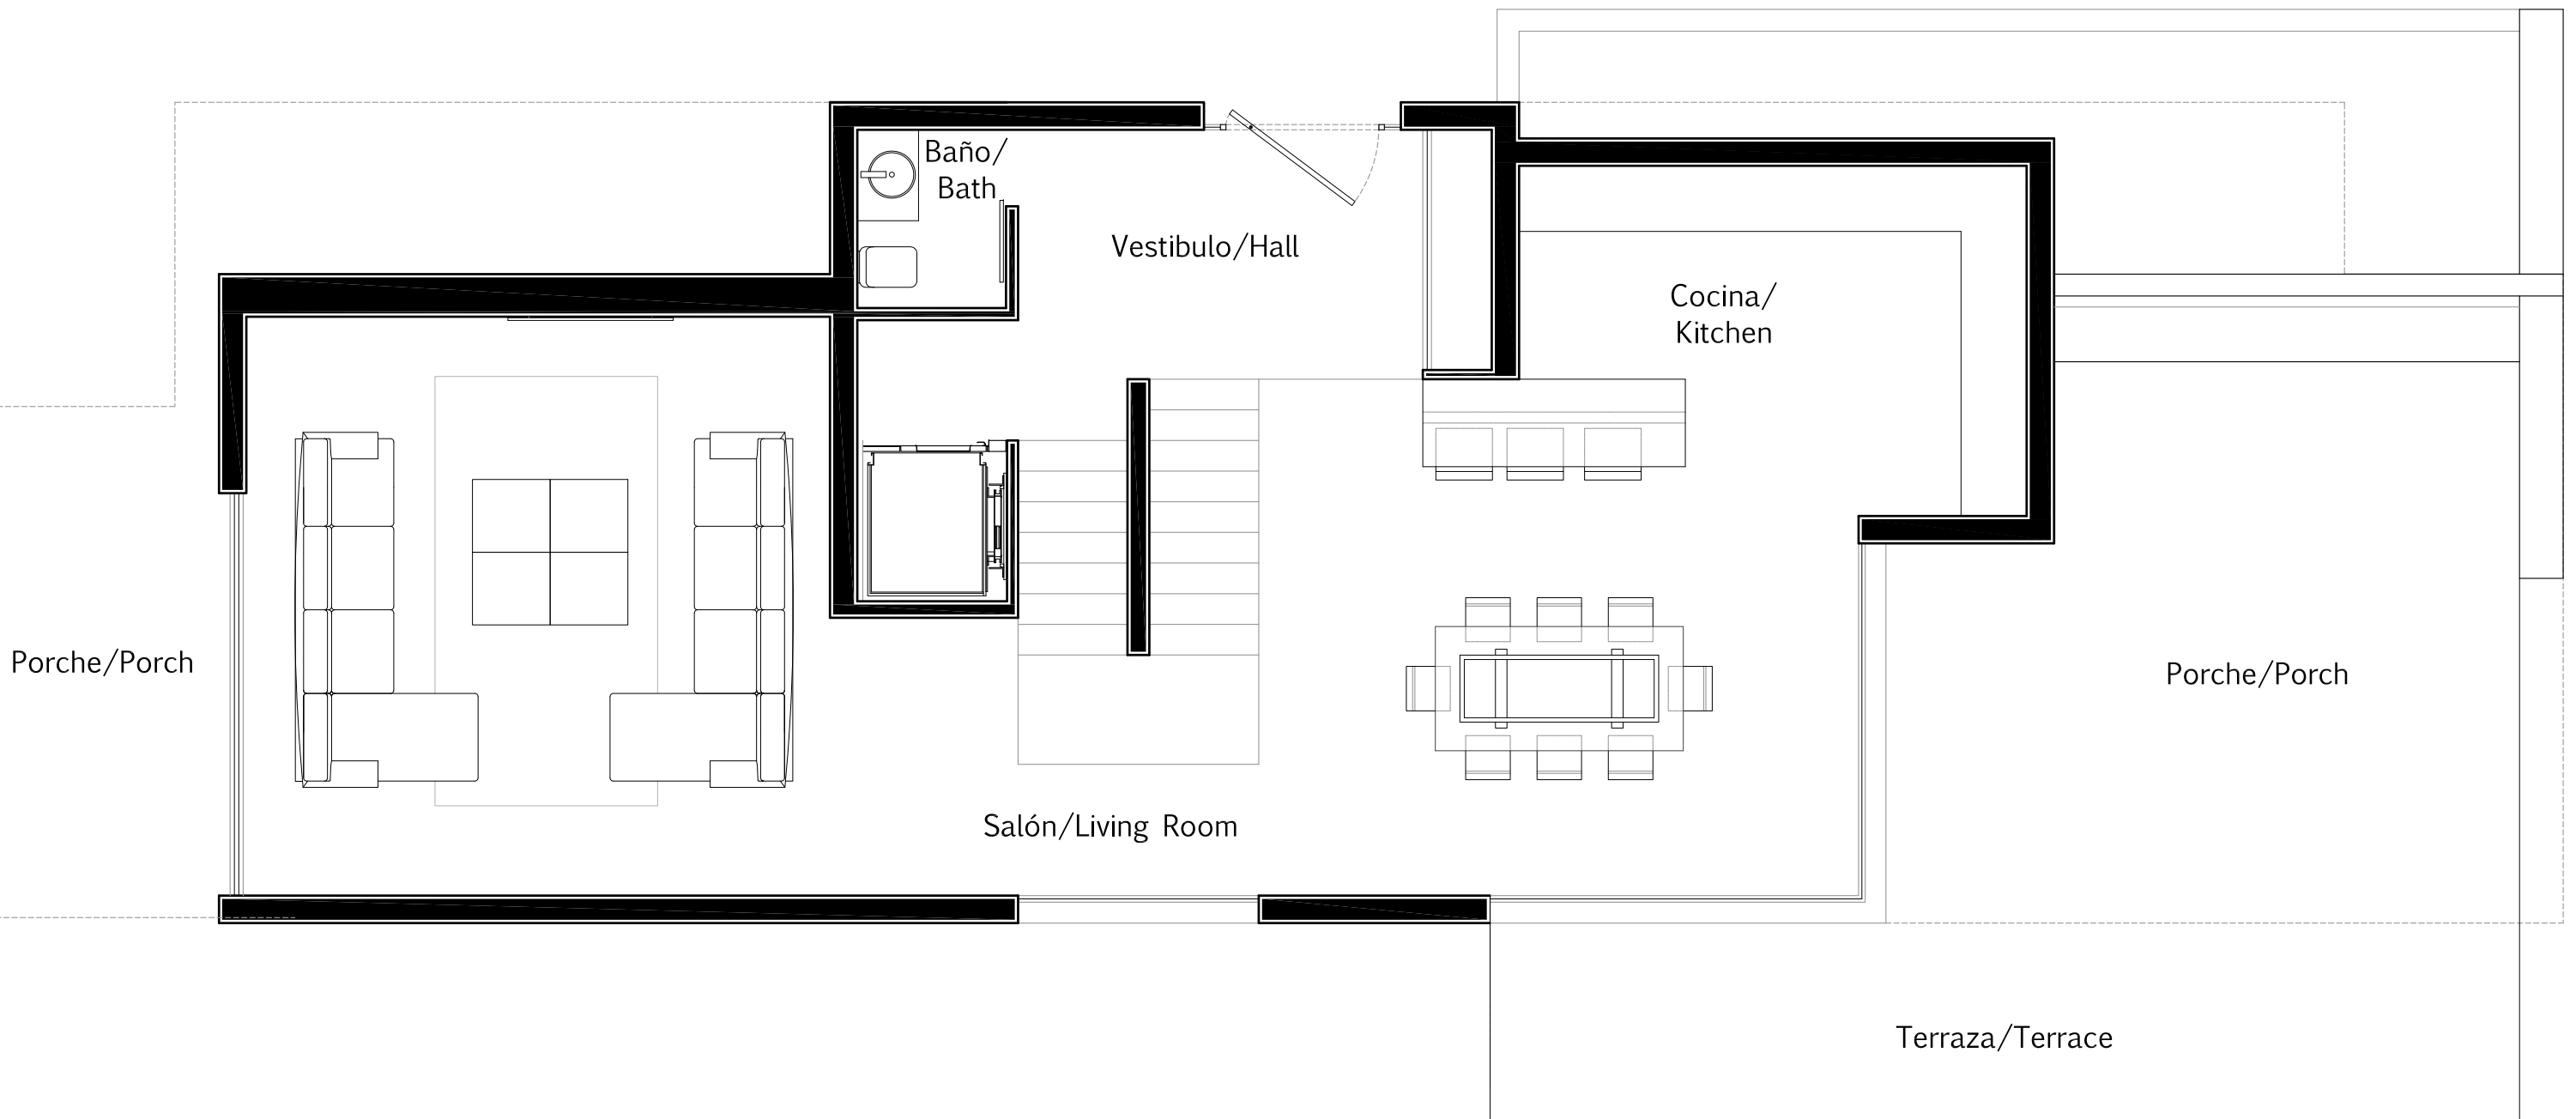 Baño/
Bath
Vestibulo/Hall
Cocina/
Kitchen
Porche/Porch
Porche/Porch
Salón/Living Room
Terraza/Terrace